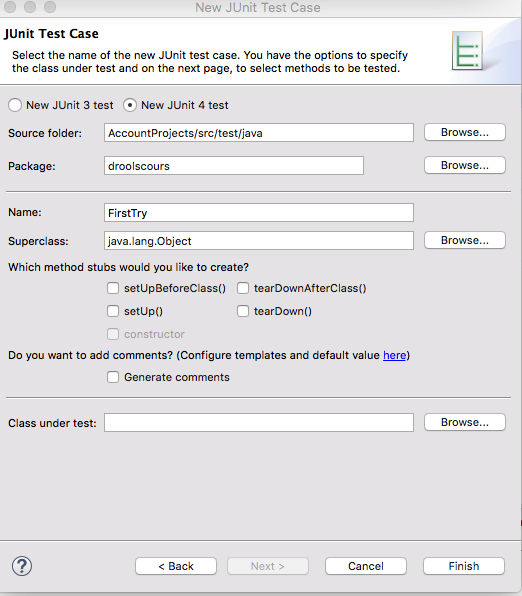 New JUnit Test Case
JUnit Test Case
Select the name of the new JUnit test case. You have the options to specify
the class under test and on the next page, to select methods to be tested.
New JUnit 3 test New JUnit 4 test
Source folder: AccountProjects/src/test/java Browse...
Package: droolscours Browse...
Name: FirstTry
Superclass: java.lang.Object Browse...
Which method stubs would you like to create?
setUpBeforeClass() tearDownAfterClass()
setUp() tearDown()
constructor
Do you want to add comments? (Configure templates and default value here)
Generate comments
Class under test: Browse...
? < Back Next > Cancel Finish